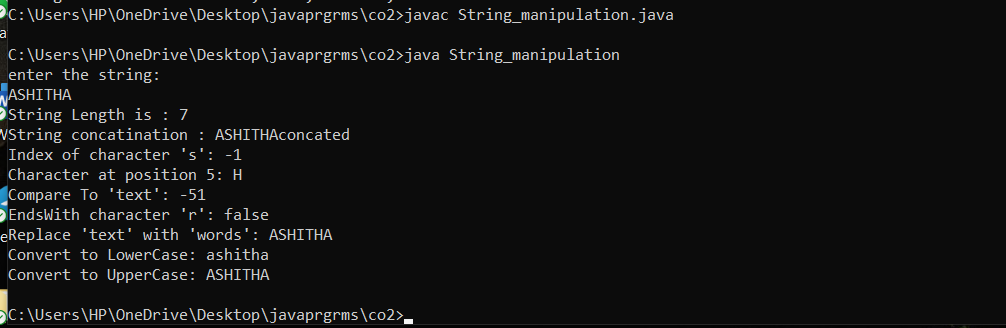 C:\Users\HP\OneDrive\Desktop\javaprgrms\co2>javac String_manipulation.java
C:\Users\HP\OneDrive\Desktop\javaprgrms\co2>java String_manipulation
enter the string:
ASHITHA
String Length is : 7
String concatination : ASHITHAconcated
Index of character 's': -1
Character at position 5: H
Compare To 'text': -51
EndsWith character 'r': false
Replace 'text' with 'words': ASHITHA
Convert to LowerCase: ashitha
Convert to UpperCase: ASHITHA
C:\Users\HP\OneDrive\Desktop\javaprgrms\co2>